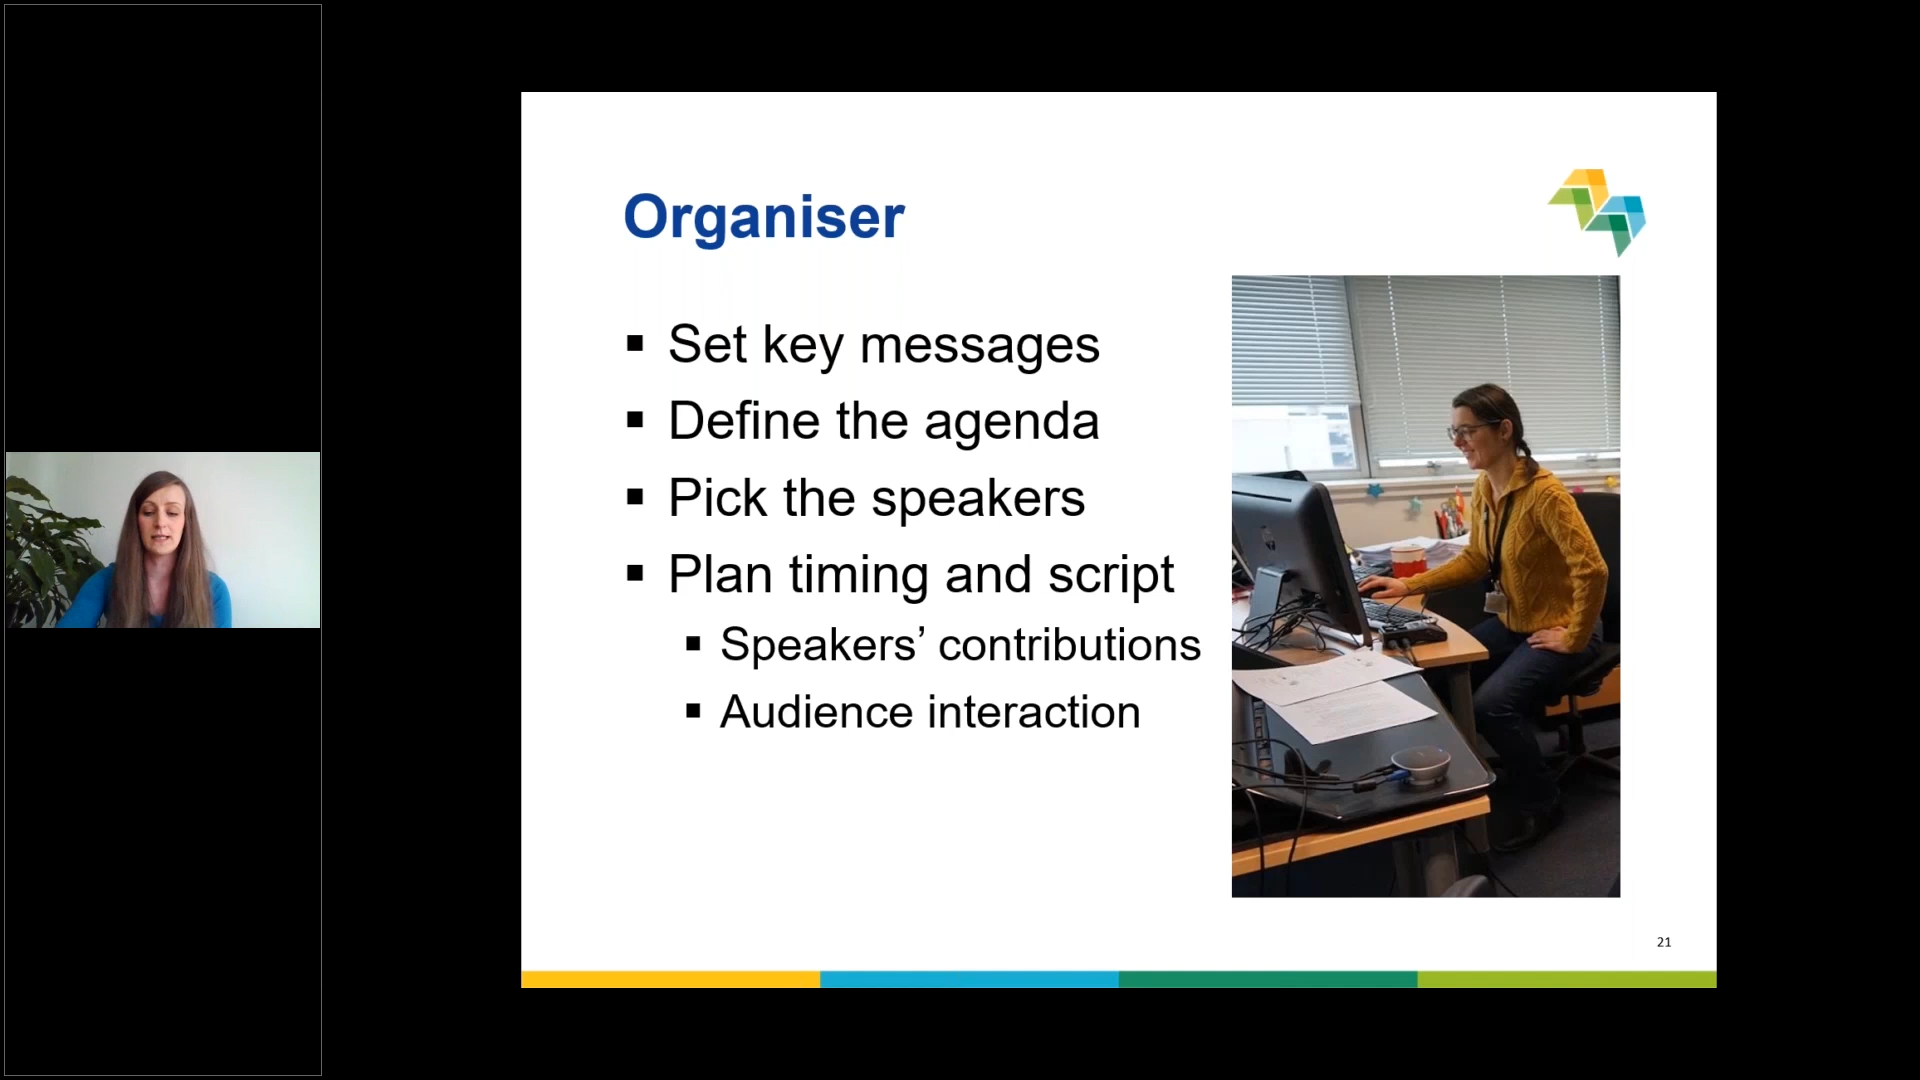 Organiser
Set key messages
Define the agenda
Pick the speakers
Plan timing and script
Speakers’ contributions
Audience interaction
21